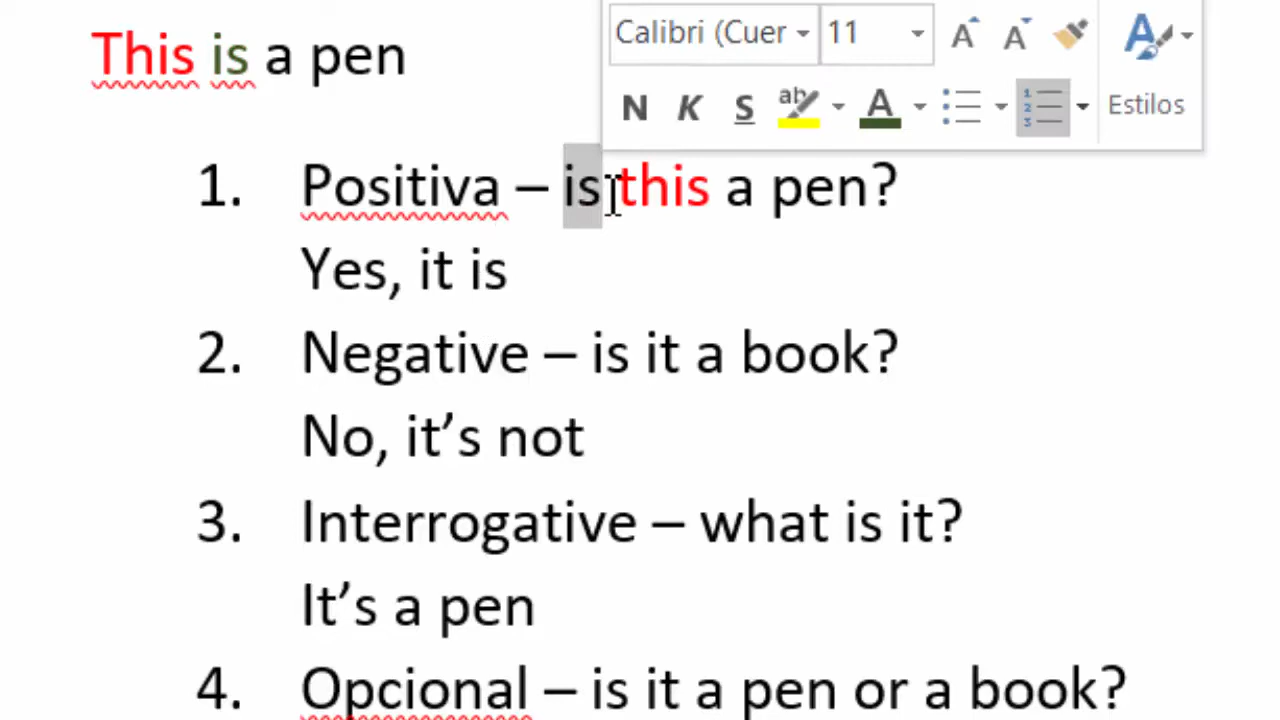 This is a pen
Calibri (Cuer 11
N K S ab A Estilos
1. Positiva – is this a pen?
Yes, it is
2. Negative – is it a book?
No, it’s not
3. Interrogative – what is it?
It’s a pen
4. Opcional – is it a pen or a book?